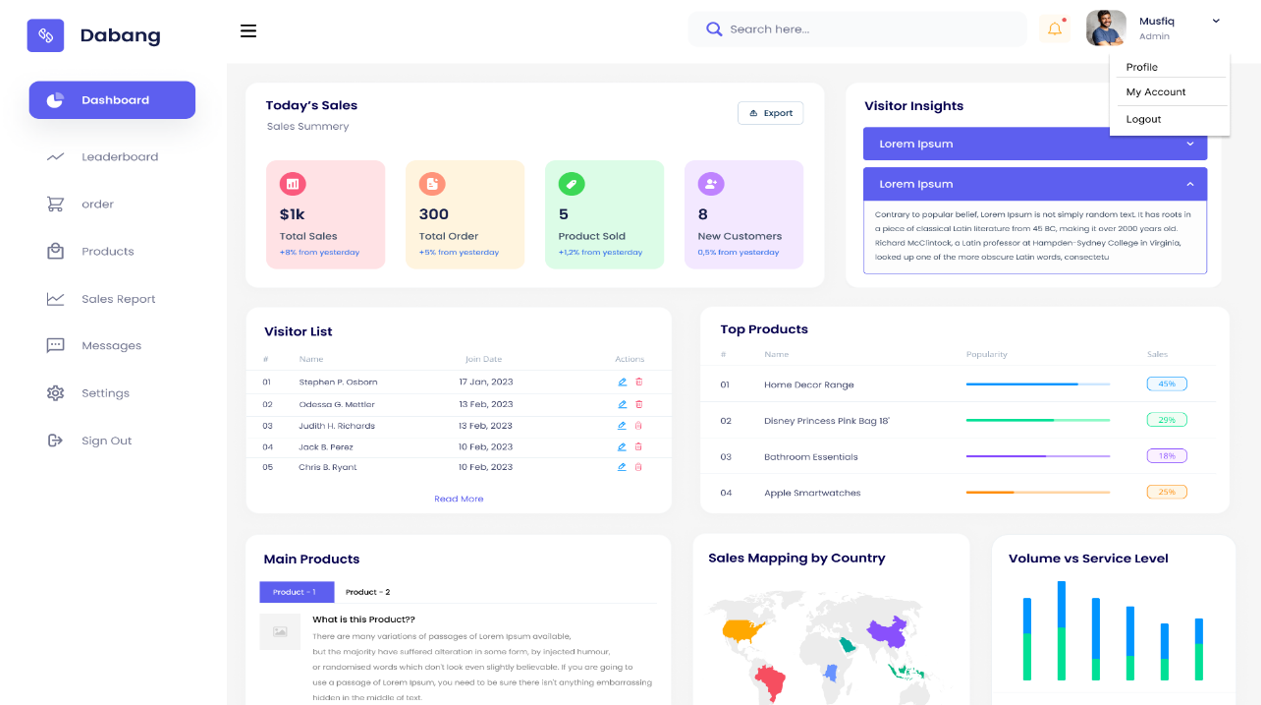 Dabang
Search here...
Musfiq
Admin
Profile
My Account
Logout
Dashboard
Leaderboard
order
Products
Sales Report
Messages
Settings
Sign Out
Today's Sales
Sales Summery
Export
$1k
Total Sales
+8% from yesterday
300
Total Order
+5% from yesterday
5
Product Sold
+1,2% from yesterday
8
New Customers
0,5% from yesterday
Visitor Insights
Lorem Ipsum
Lorem Ipsum
Contrary to popular belief, Lorem Ipsum is not simply random text. It has roots in
a piece of classical Latin literature from 45 BC, making it over 2000 years old.
Richard McClintock, a Latin professor at Hampden-Sydney College in Virginia,
looked up one of the more obscure Latin words, consectetu
Visitor List
# Name Join Date Actions
01 Stephen P. Osborn 17 Jan, 2023
02 Odessa G. Mettler 13 Feb, 2023
03 Judith H. Richards 13 Feb, 2023
04 Jack B. Perez 10 Feb, 2023
05 Chris B. Ryant 10 Feb, 2023
Read More
Top Products
# Name Popularity Sales
01 Home Decor Range 45%
02 Disney Princess Pink Bag 18' 29%
03 Bathroom Essentials 18%
04 Apple Smartwatches 25%
Main Products
Product - 1 Product - 2
What is this Product??
There are many variations of passages of Lorem Ipsum available,
but the majority have suffered alteration in some form, by injected humour,
or randomised words which don't look even slightly believable. If you are going to
use a passage of Lorem Ipsum, you need to be sure there isn't anything embarrassing
hidden in the middle of text.
Sales Mapping by Country
Volume vs Service Level